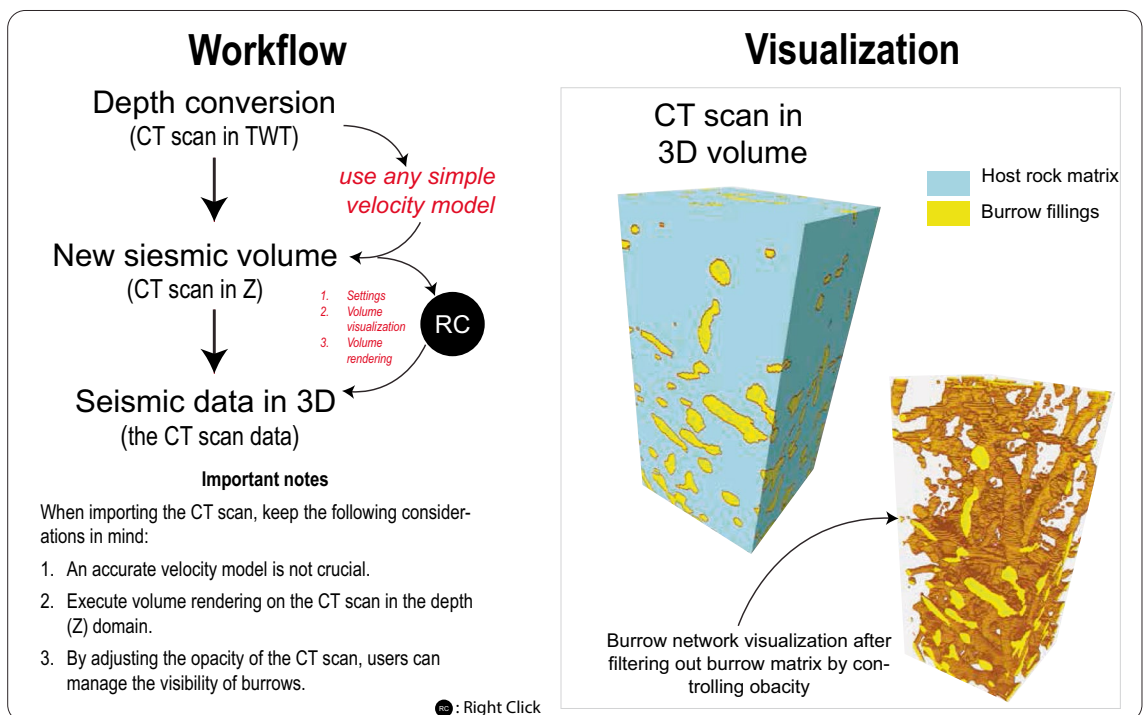 Workflow
Depth conversion
(CT scan in TWT)
use any simple
velocity model
New siesmic volume
(CT scan in Z)
1. Settings
2. Volume
visualization
3. Volume
rendering
RC
Seismic data in 3D
(the CT scan data)
Important notes
When importing the CT scan, keep the following consider-
ations in mind:
1. An accurate velocity model is not crucial.
2. Execute volume rendering on the CT scan in the depth
(Z) domain.
3. By adjusting the opacity of the CT scan, users can
manage the visibility of burrows.
RC : Right Click
Visualization
CT scan in
3D volume
Host rock matrix
Burrow fillings
Burrow network visualization after
filtering out burrow matrix by con-
trolling obacity